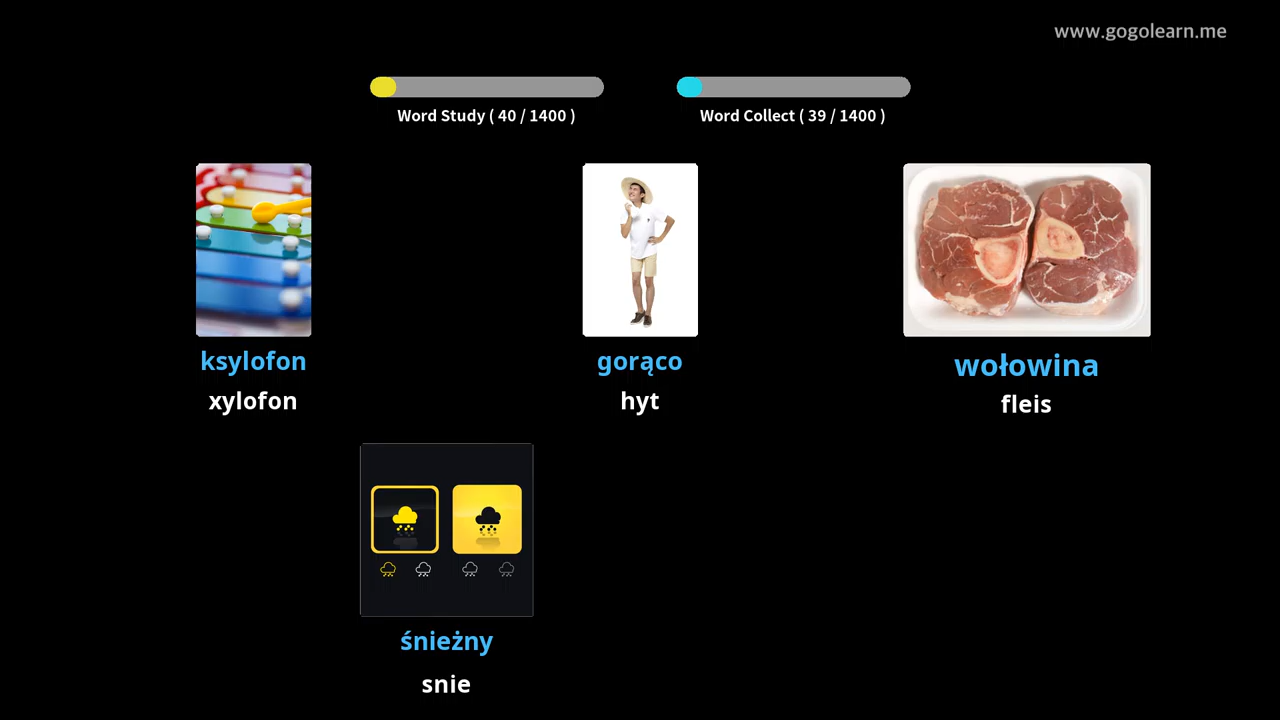 www.gogolearn.me
Word Study ( 40 / 1400 )
Word Collect ( 39 / 1400 )
ksylofon
xylofon
gorąco
hyt
wołowina
fleis
śnieżny
snie